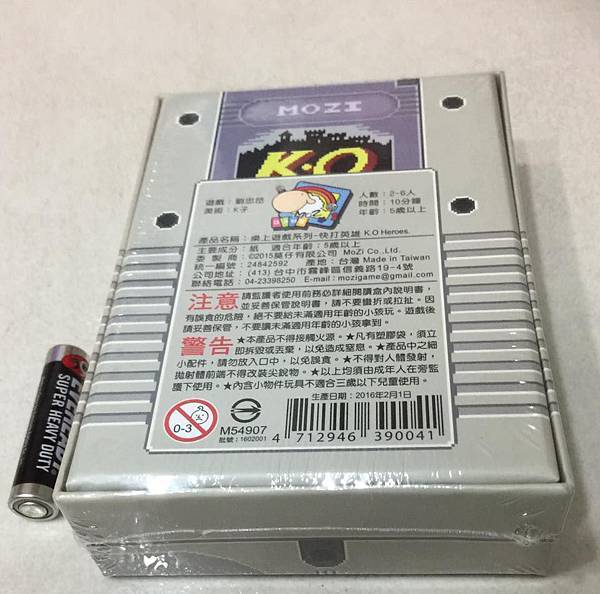 MOZI
K.O
遊戲：劉忠岳
美術：K子
人數：2-6人
時間：10分鐘
年齡：5歲以上
產品名稱：桌上遊戲系列-快打英雄 K.O Heroes.
主要成分：紙 適合年齡：5歲以上
委製商：©2015莫仔有限公司 MoZi Co.,Ltd.
統一編號：24842592 產地：台灣 Made in Taiwan
公司地址：(413) 台中市霧峰區信義路19-4號
聯絡電話：04-23398250 E-mail：mozigame@gmail.com
注意 請監護者使用前務必詳細閱讀盒內說明書，
並妥善保管說明書，請不要彎折或拉扯。因
有誤食的危險，絕不要給未滿適用年齡的小孩玩。遊戲後
請妥善保管，不要讓未滿適用年齡的小孩拿到。
警告 ★本產品不得接觸火源。★凡有塑膠袋，須立
即拆毀或丟棄，以免造成窒息。★產品中之細
小配件，請勿放入口中，以免誤食。★不得對人體發射，
拋射體前端不得改裝尖銳物。★以上均須由成年人在旁監
護下使用。★內含小物件玩具不適合三歲以下兒童使用。
生產日期：2016年2月1日
0-3
M54907
批號：1602001
4 712946 390041
EVEREADY
SUPER HEAVY DUTY